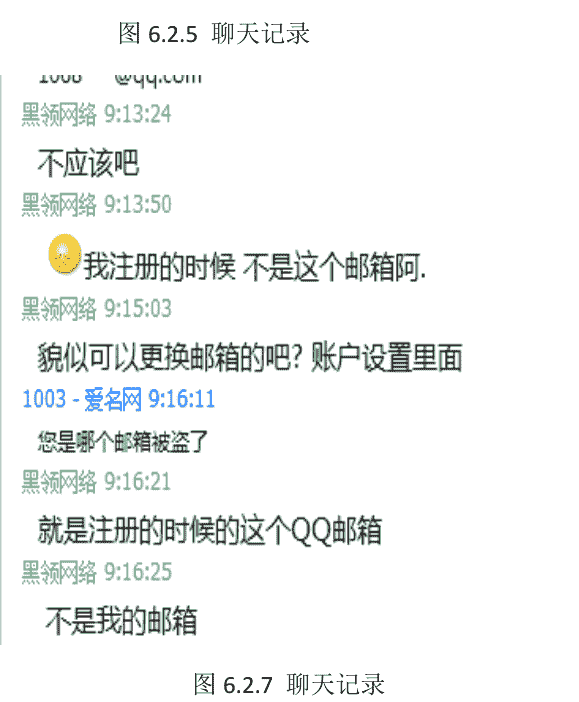 图 6.2.5 聊天记录
1008 @qq.com
黑领网络 9:13:24
不应该吧
黑领网络 9:13:50
我注册的时候 不是这个邮箱阿.
黑领网络 9:15:03
貌似可以更换邮箱的吧? 账户设置里面
1003 - 爱名网 9:16:11
您是哪个邮箱被盗了
黑领网络 9:16:21
就是注册的时候的这个QQ邮箱
黑领网络 9:16:25
不是我的邮箱
图 6.2.7 聊天记录